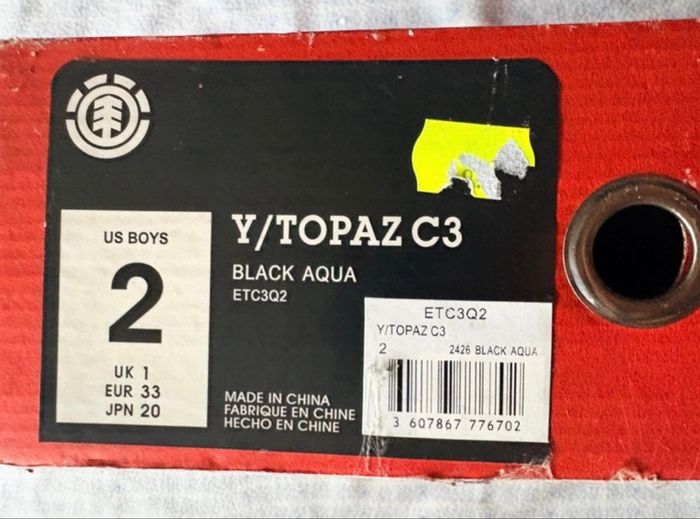 US BOYS
2
UK 1
EUR 33
JPN 20
Y/TOPAZ C3
BLACK AQUA
ETC3Q2
MADE IN CHINA
FABRIQUE EN CHINE
HECHO EN CHINE
ETC3Q2
Y/TOPAZ C3
2 2426 BLACK AQUA
3 607867 776702